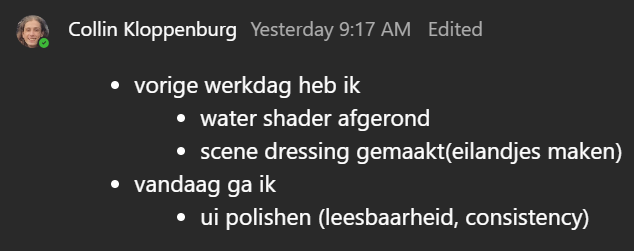 Collin Kloppenburg Yesterday 9:17 AM Edited
• vorige werkdag heb ik
• water shader afgerond
• scene dressing gemaakt(eilandjes maken)
• vandaag ga ik
• ui polishen (leesbaarheid, consistency)